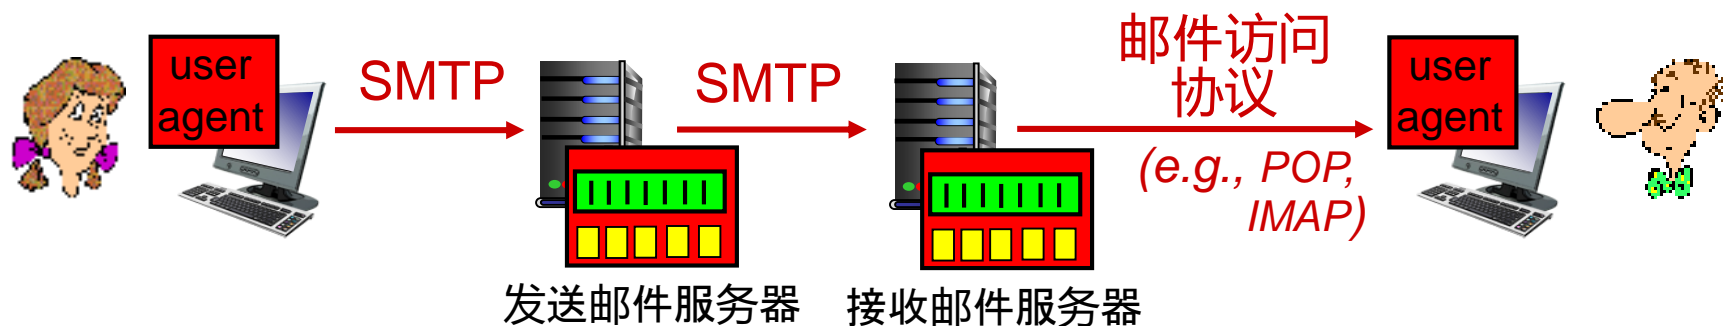 user
agent
SMTP
SMTP
邮件访问
协议
(e.g., POP,
IMAP)
user
agent
发送邮件服务器
接收邮件服务器